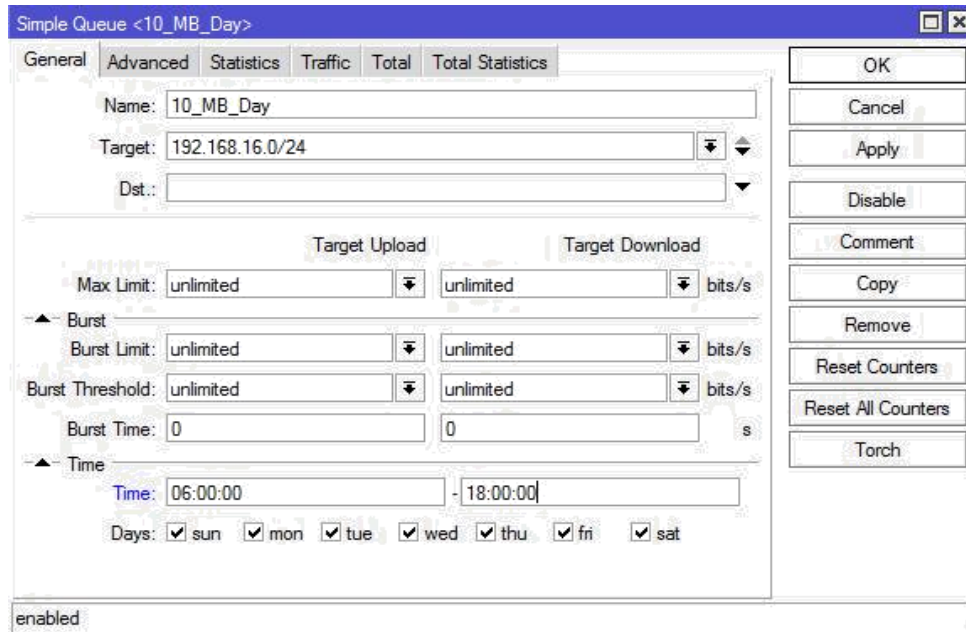 Simple Queue <10_MB_Day>
General Advanced Statistics Traffic Total Total Statistics
Name: 10_MB_Day
Target: 192.168.16.0/24
Dst.:
Target Upload Target Download
Max Limit: unlimited unlimited bits/s
Burst
Burst Limit: unlimited unlimited bits/s
Burst Threshold: unlimited unlimited bits/s
Burst Time: 0 0 s
Time
Time: 06:00:00 - 18:00:00
Days: sun mon tue wed thu fri sat
enabled
OK
Cancel
Apply
Disable
Comment
Copy
Remove
Reset Counters
Reset All Counters
Torch